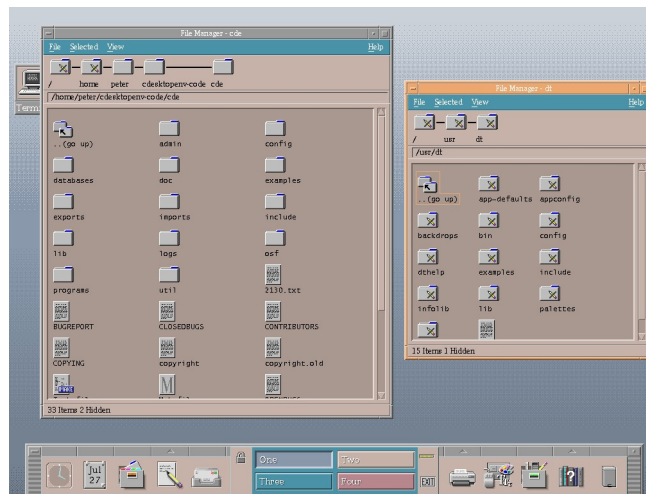 File Manager - cde
File Selected View Help
/ home peter cdesktopenv-code cde
/home/peter/cdesktopenv-code/cde
..(go up) admin config
databases doc examples
exports imports include
lib logs osf
programs util 2130.txt
BUGREPORT CLOSEDBUGS CONTRIBUTORS
COPYING copyright copyright.old
33 Items 2 Hidden
Term
File Manager - dt
File Selected View Help
/ usr dt
/usr/dt
..(go up) app-defaults appconfig
backdrops bin config
dthelp examples include
infolib lib palettes
15 Items 1 Hidden
Jul
27
One Two
Three Four
EXIT